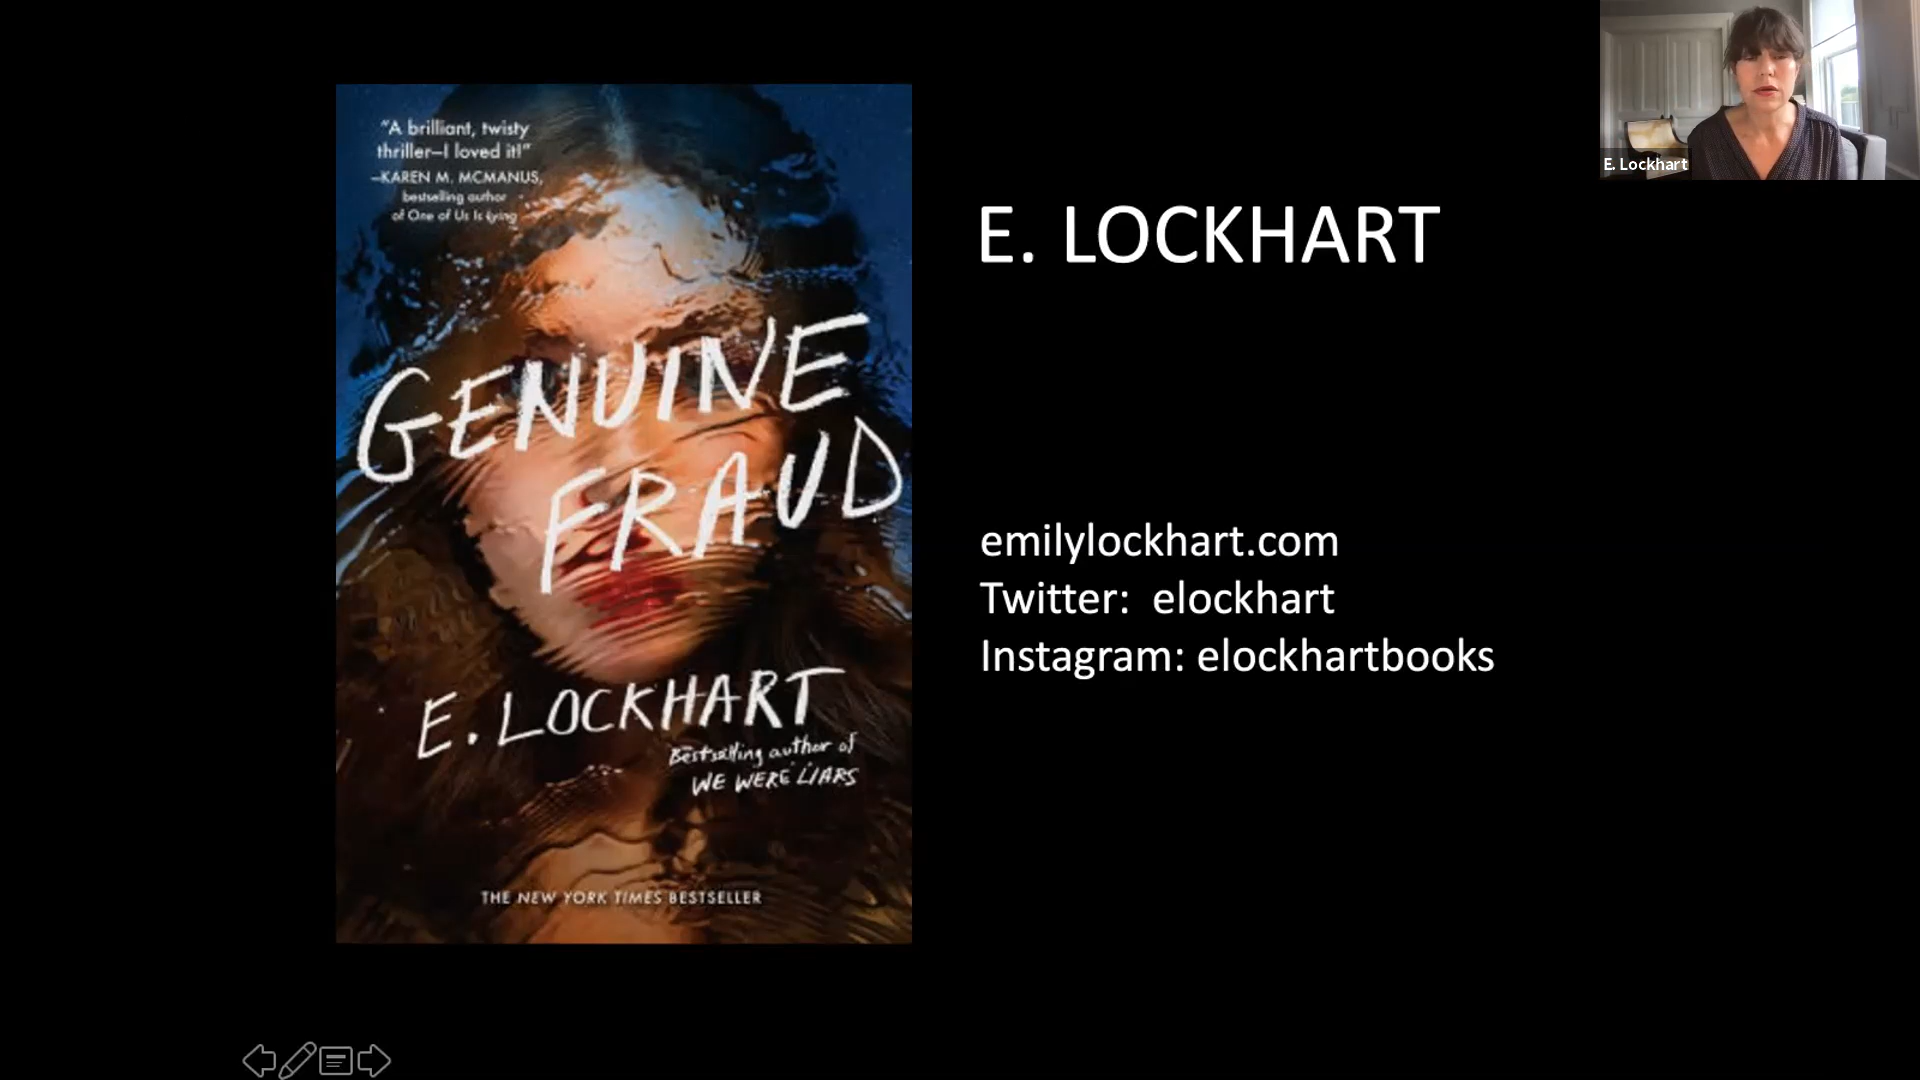 "A brilliant, twisty
thriller—I loved it!"
—KAREN M. MCMANUS,
bestselling author
of One of Us Is Lying
GENUINE
FRAUD
E. LOCKHART
Bestselling author of
WE WERE LIARS
THE NEW YORK TIMES BESTSELLER
E. LOCKHART
emilylockhart.com
Twitter:  elockhart
Instagram: elockhartbooks
E. Lockhart